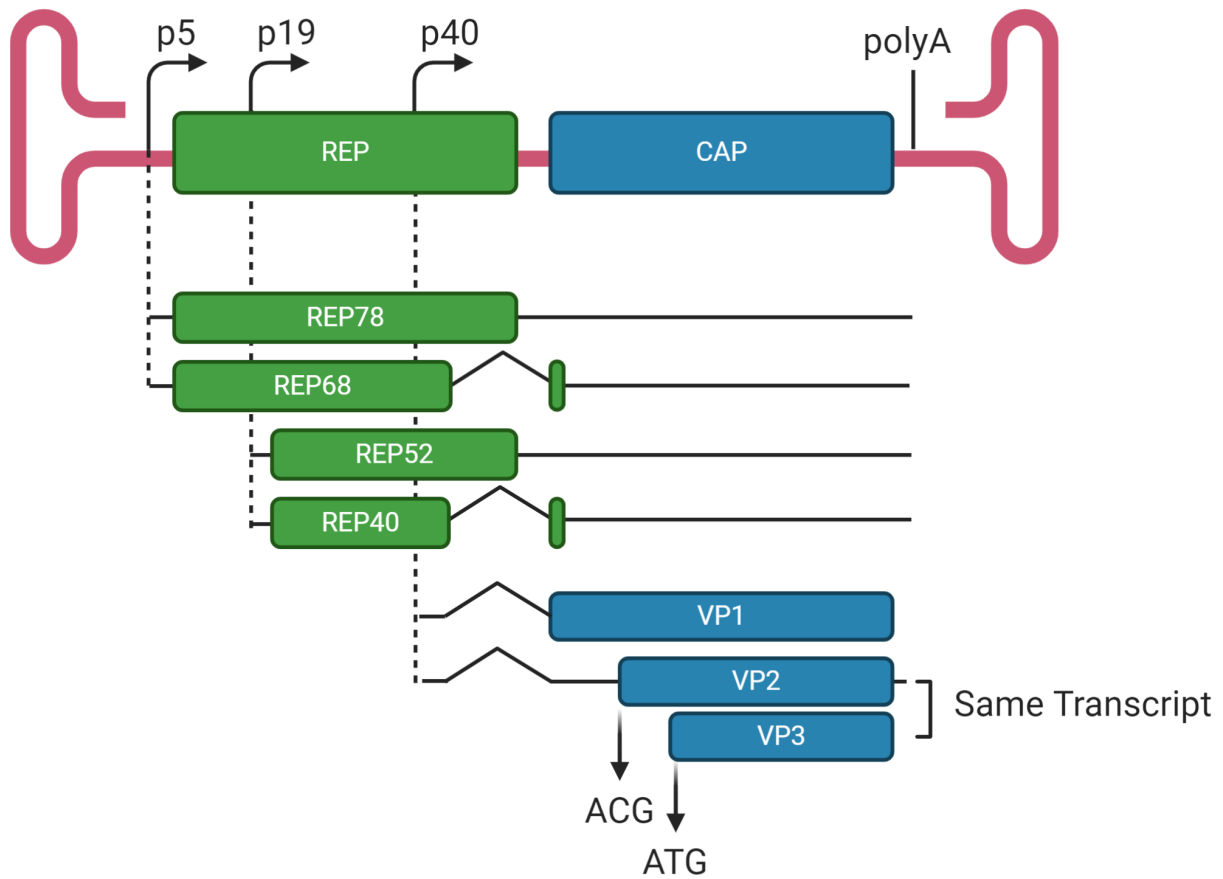 p5
p19
p40
polyA
REP
CAP
REP78
REP68
REP52
REP40
VP1
VP2
Same Transcript
VP3
ACG
ATG